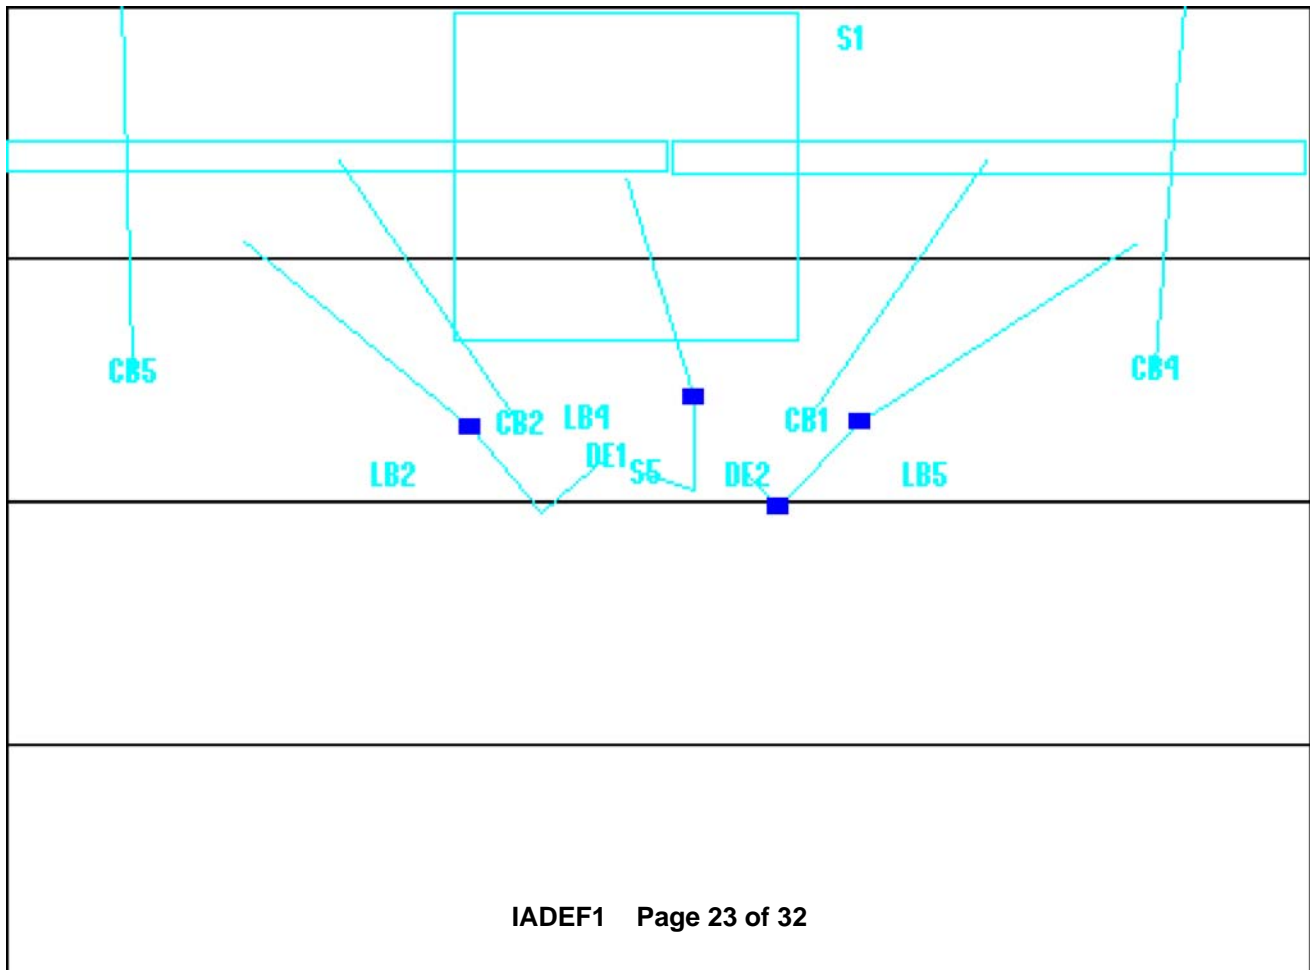 S1
CB5
CB4
CB2 LB4 CB1
DE1
LB2 S5 DE2 LB5
IADEF1 Page 23 of 32